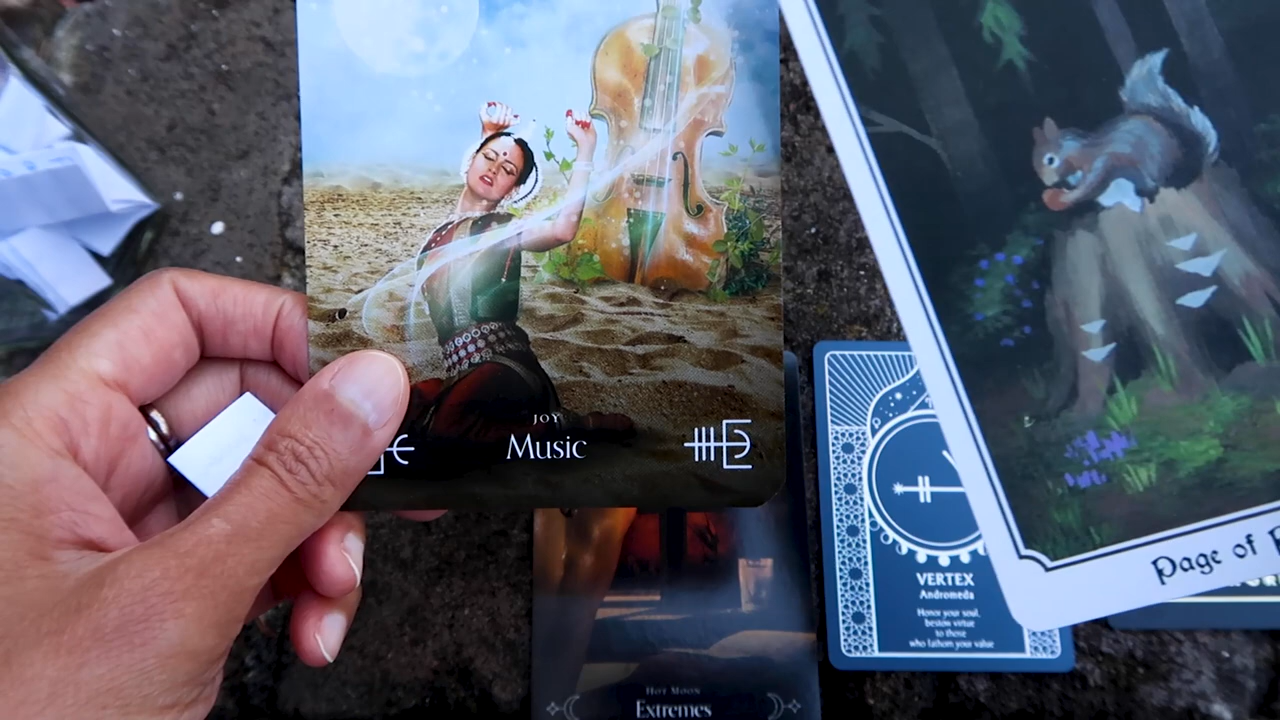 JOY
Music
VERTEX
Andromeda
Honor your soul,
bestow virtue
to those
who fathom your value
Page of
HOT MOON
Extremes